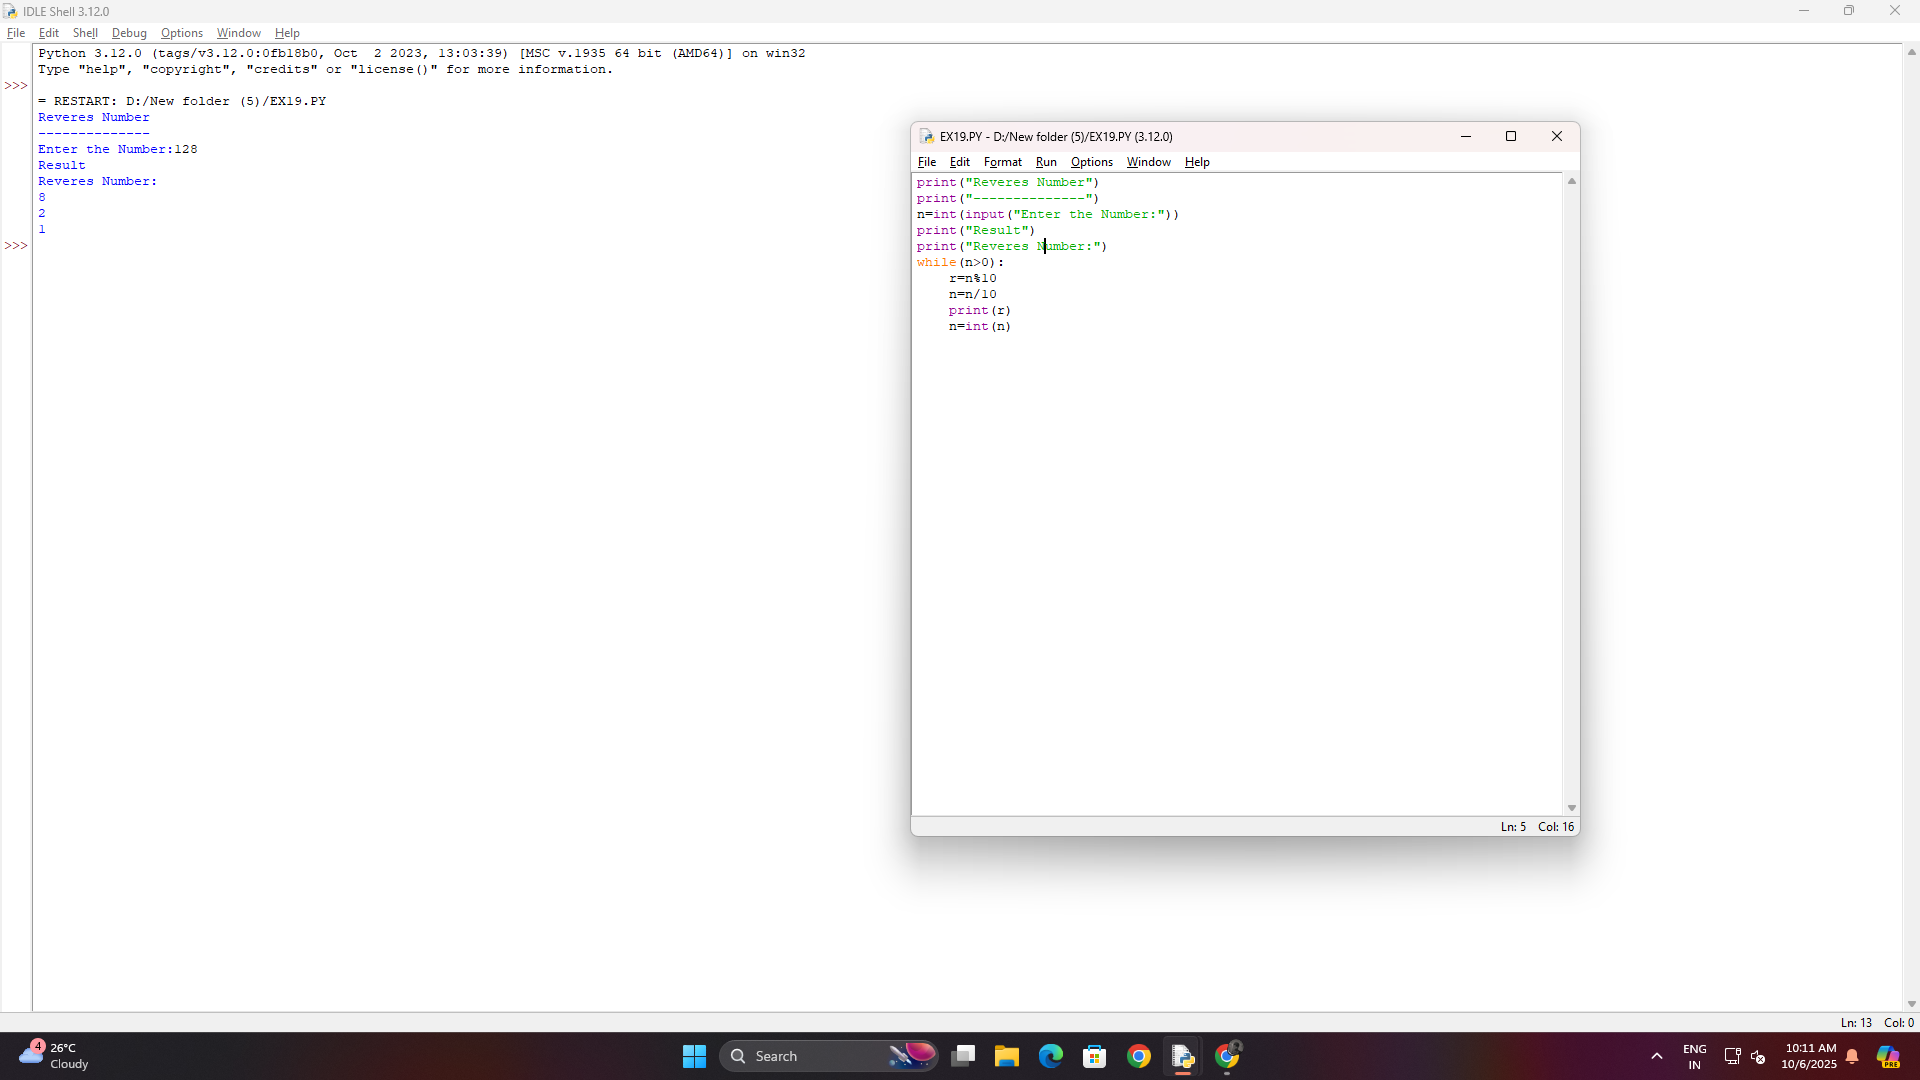 IDLE Shell 3.12.0
File Edit Shell Debug Options Window Help
Python 3.12.0 (tags/v3.12.0:0fb18b0, Oct  2 2023, 13:03:39) [MSC v.1935 64 bit (AMD64)] on win32
Type "help", "copyright", "credits" or "license()" for more information.
>>>
= RESTART: D:/New folder (5)/EX19.PY
Reveres Number
--------------
Enter the Number:128
Result
Reveres Number:
8
2
1
>>>
EX19.PY - D:/New folder (5)/EX19.PY (3.12.0)
File Edit Format Run Options Window Help
print("Reveres Number")
print("--------------")
n=int(input("Enter the Number:"))
print("Result")
print("Reveres Number:")
while(n>0):
    r=n%10
    n=n/10
    print(r)
    n=int(n)
Ln: 5 Col: 16
Ln: 13 Col: 0
4
26°C
Cloudy
Search
ENG
IN
10:11 AM
10/6/2025
PRE